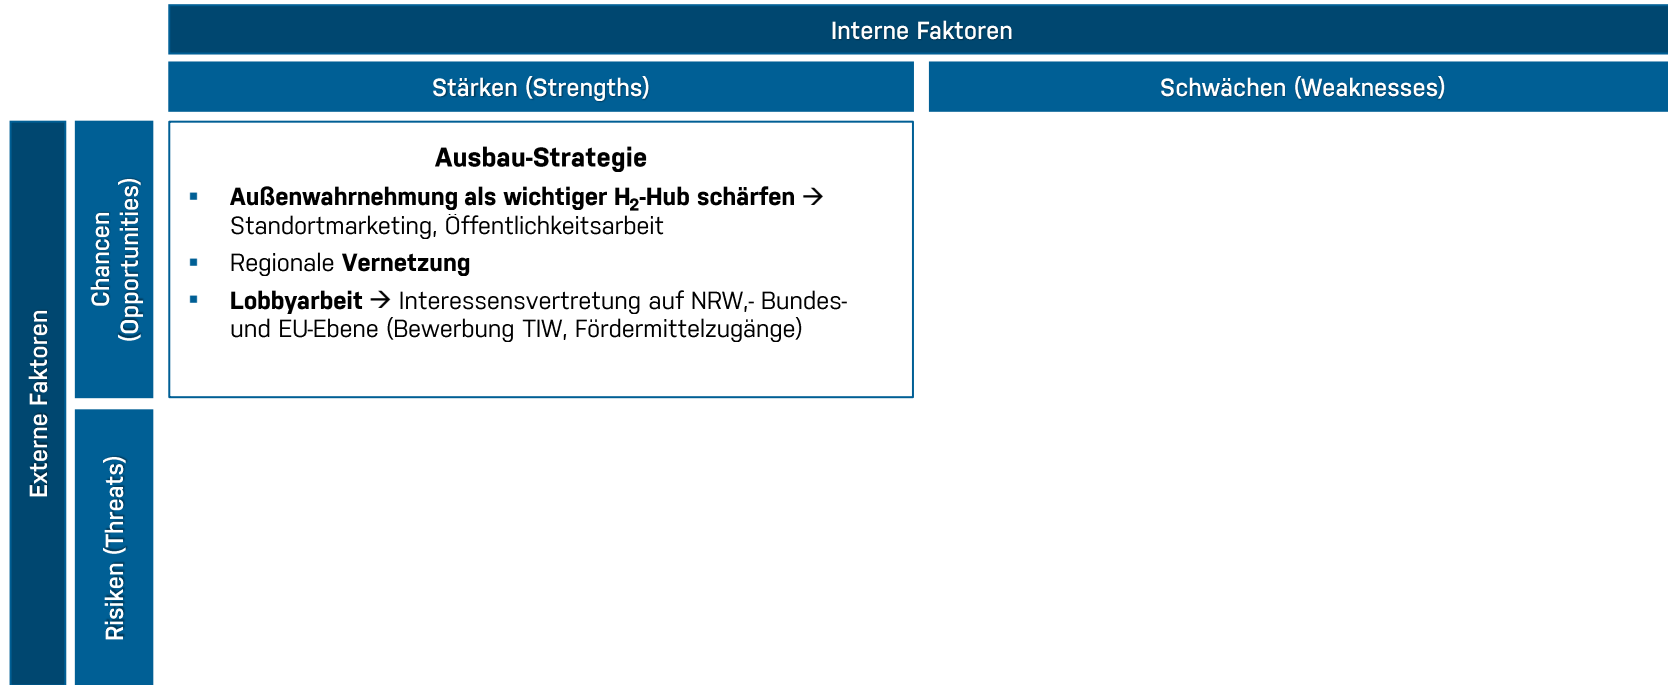 Interne Faktoren
Stärken (Strengths)
Schwächen (Weaknesses)
Externe Faktoren
Chancen
(Opportunities)
Ausbau-Strategie
▪ Außenwahrnehmung als wichtiger H₂-Hub schärfen →
Standortmarketing, Öffentlichkeitsarbeit
▪ Regionale Vernetzung
▪ Lobbyarbeit → Interessensvertretung auf NRW,- Bundes-
und EU-Ebene (Bewerbung TIW, Fördermittelzugänge)
Risiken (Threats)